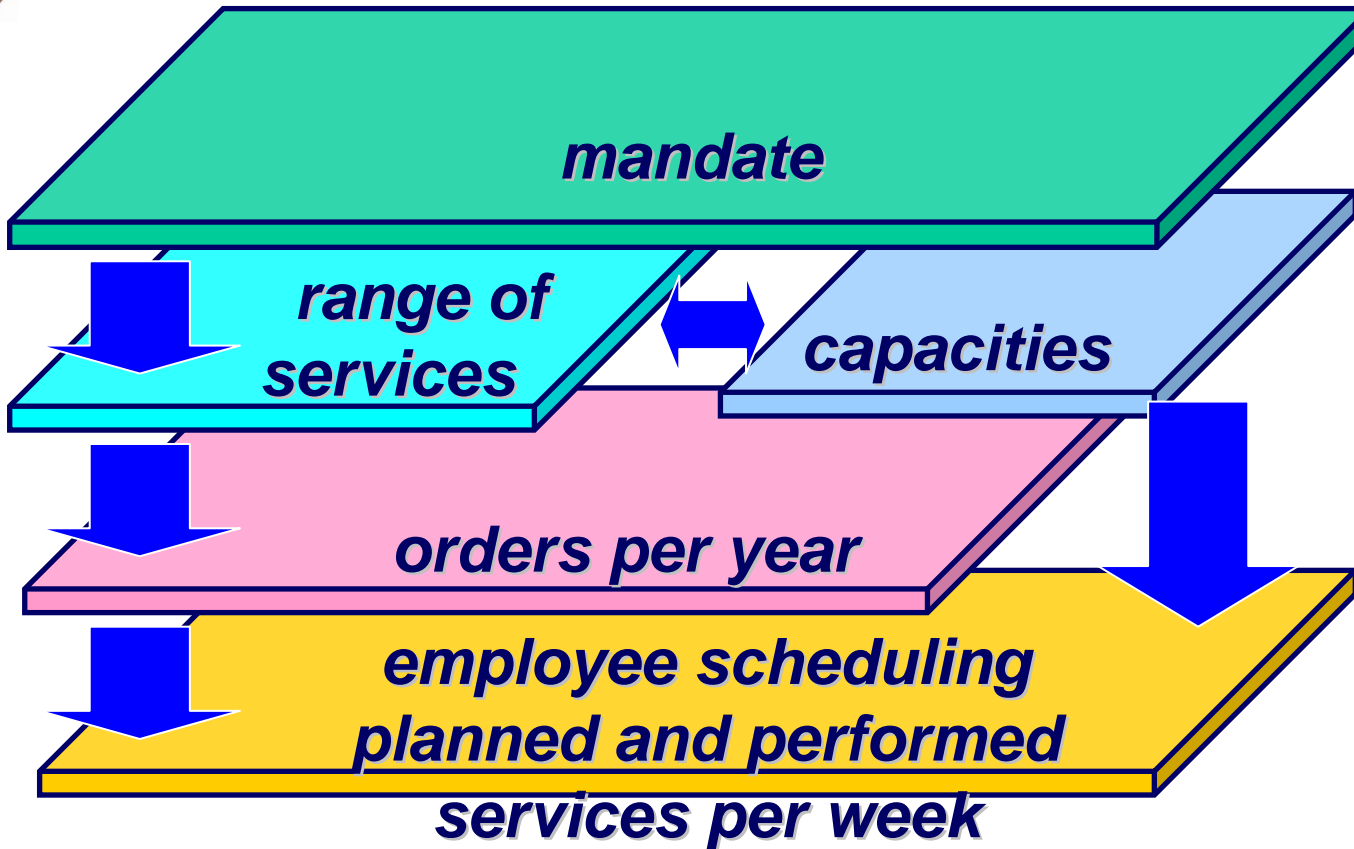 mandate
range of
services
capacities
orders per year
employee scheduling
planned and performed
services per week